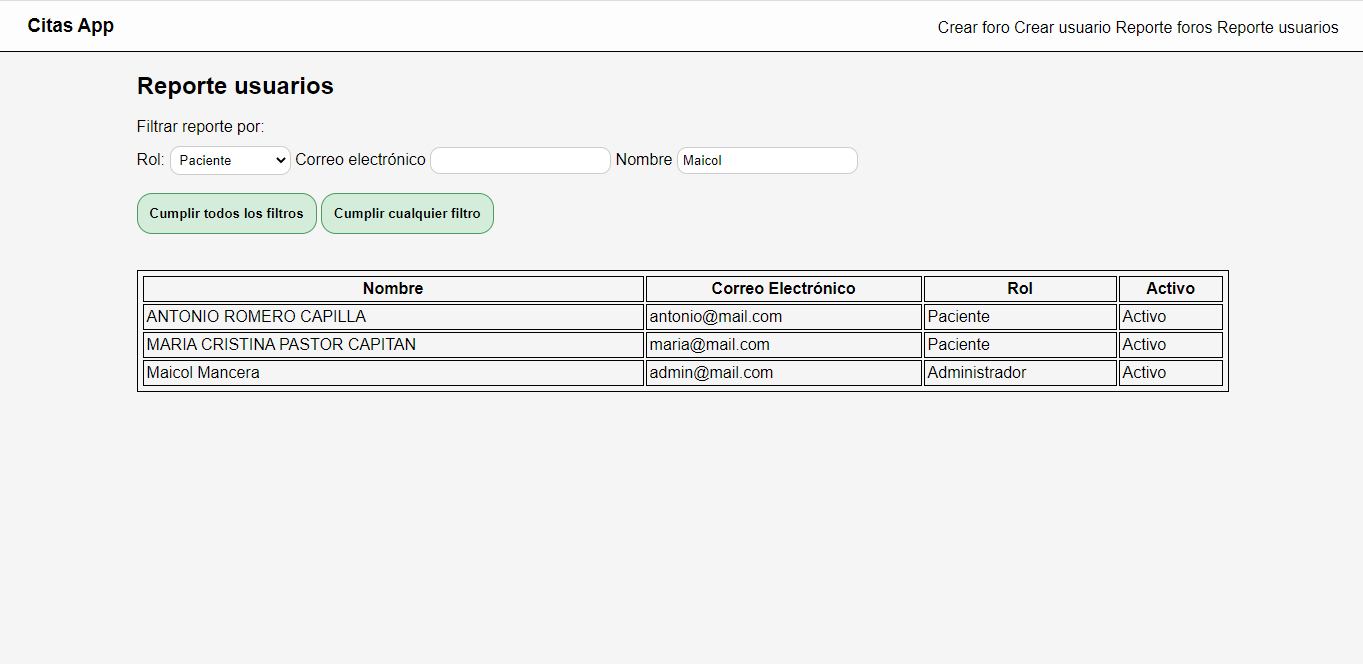 Citas App
Crear foro Crear usuario Reporte foros Reporte usuarios
Reporte usuarios
Filtrar reporte por:
Rol: Paciente Correo electrónico Nombre Maicol
Cumplir todos los filtros Cumplir cualquier filtro
Nombre Correo Electrónico Rol Activo
ANTONIO ROMERO CAPILLA antonio@mail.com Paciente Activo
MARIA CRISTINA PASTOR CAPITAN maria@mail.com Paciente Activo
Maicol Mancera admin@mail.com Administrador Activo